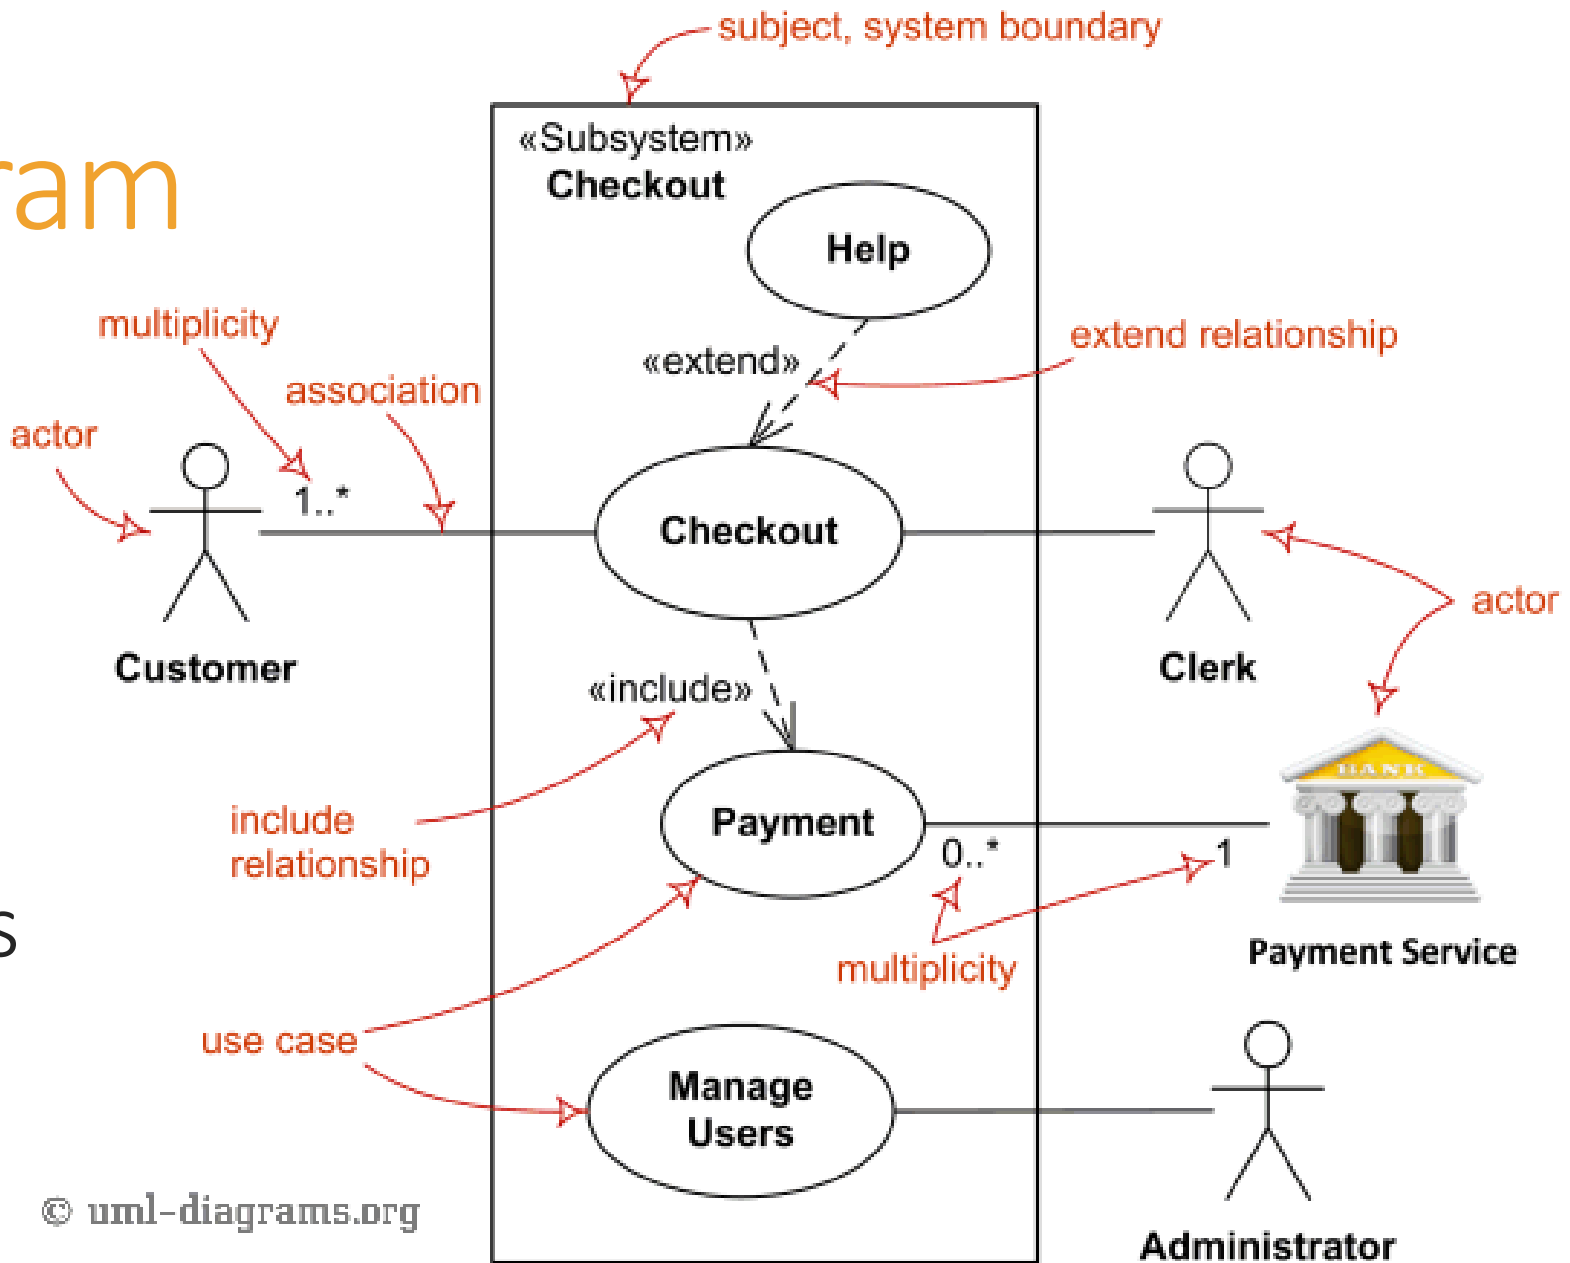 subject, system boundary
«Subsystem»
Checkout
ram
Help
multiplicity
«extend»
extend relationship
association
actor
1..*
Checkout
actor
Customer
Clerk
«include»
BANK
include
relationship
Payment
0..*
1
s
Payment Service
multiplicity
use case
Manage
Users
© uml-diagrams.org
Administrator